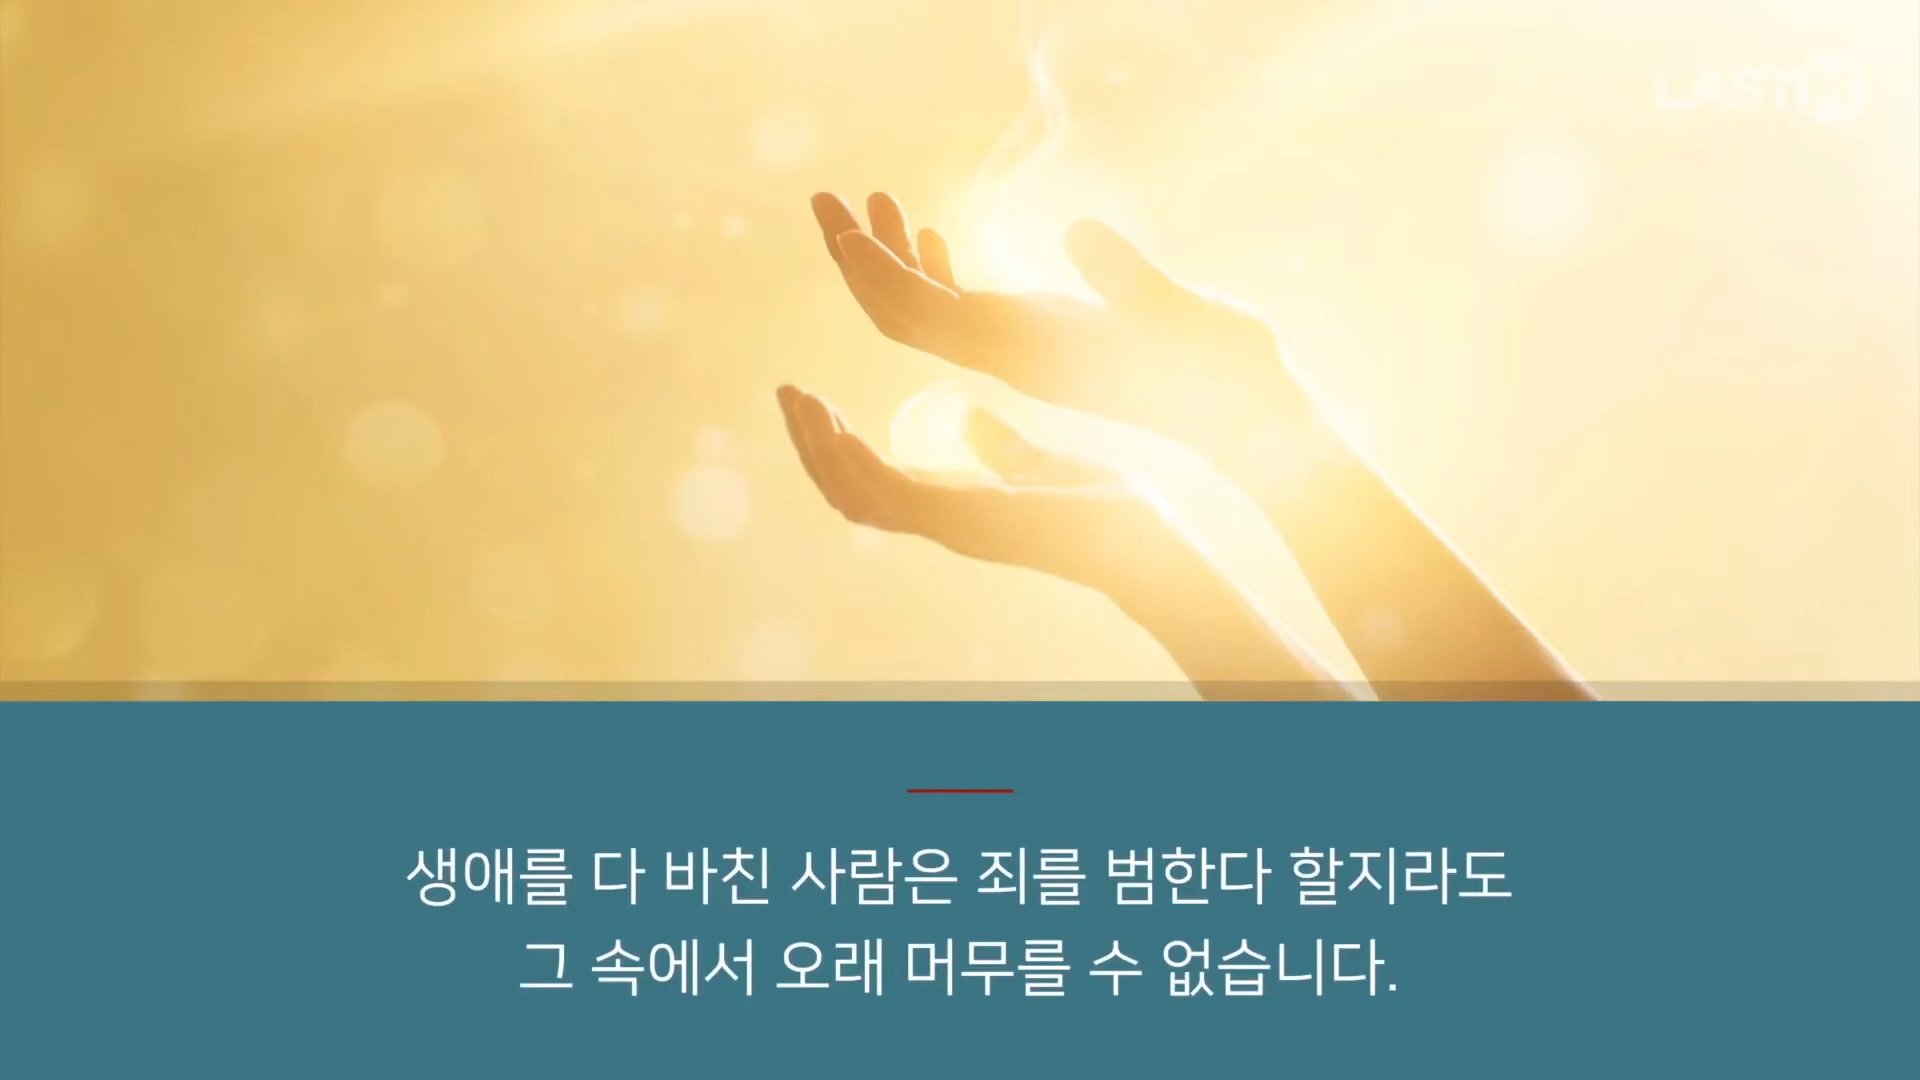 생애를 다 바친 사람은 죄를 범한다 할지라도
그 속에서 오래 머무를 수 없습니다.